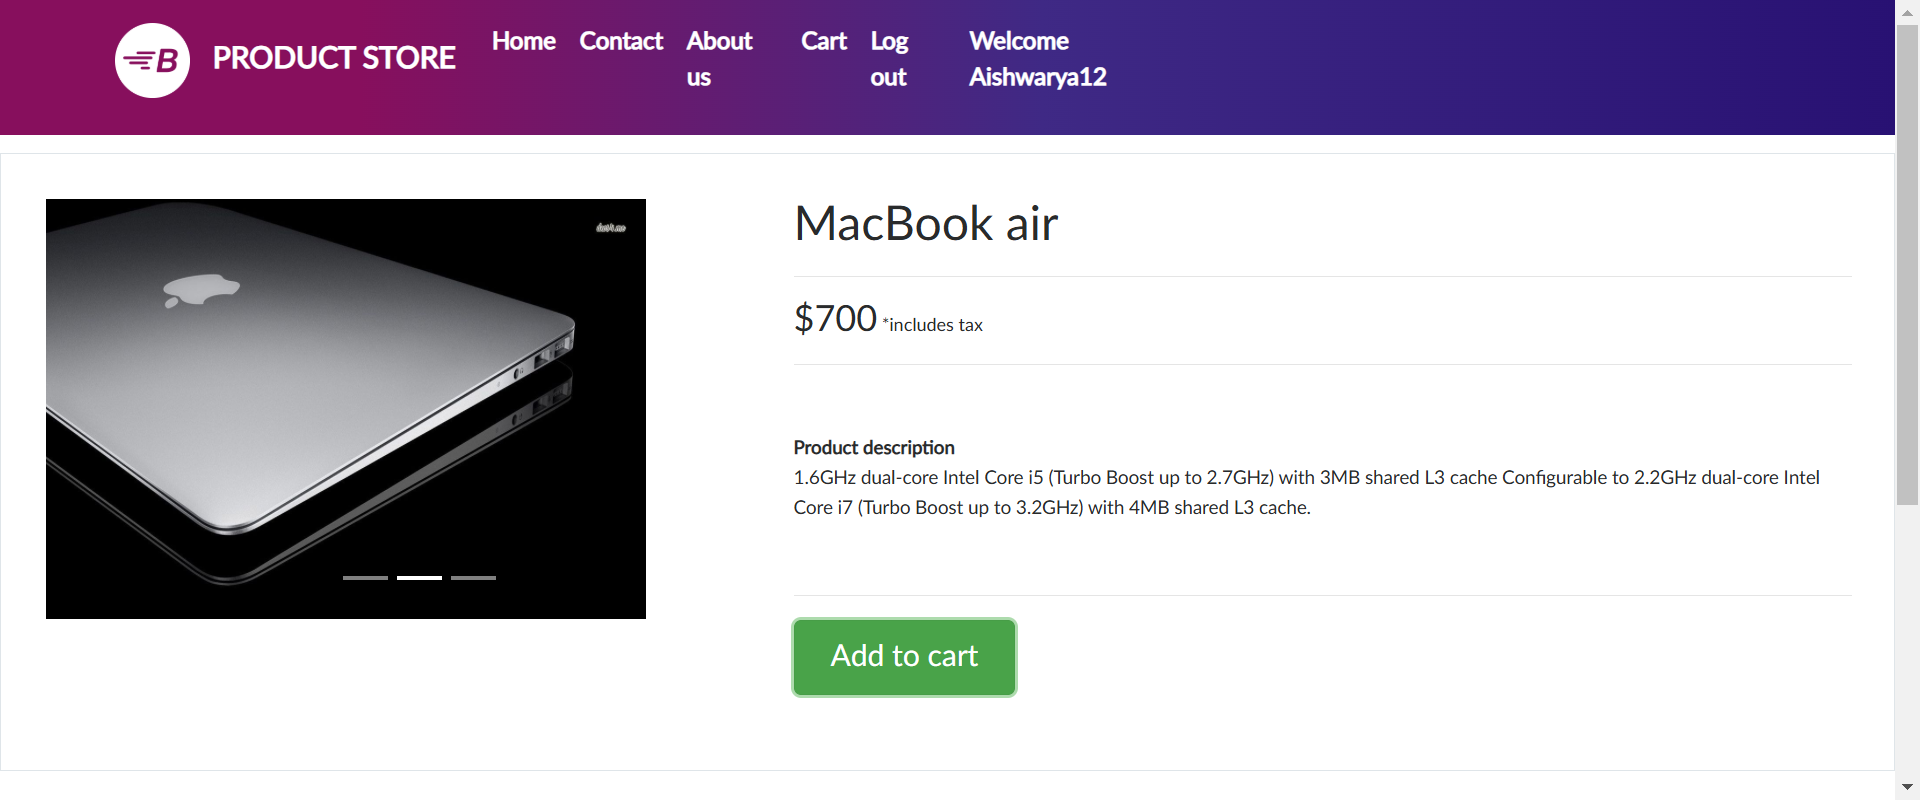 B PRODUCT STORE Home Contact About us Cart Log out Welcome Aishwarya12
MacBook air
$700 *includes tax
Product description
1.6GHz dual-core Intel Core i5 (Turbo Boost up to 2.7GHz) with 3MB shared L3 cache Configurable to 2.2GHz dual-core Intel
Core i7 (Turbo Boost up to 3.2GHz) with 4MB shared L3 cache.
Add to cart